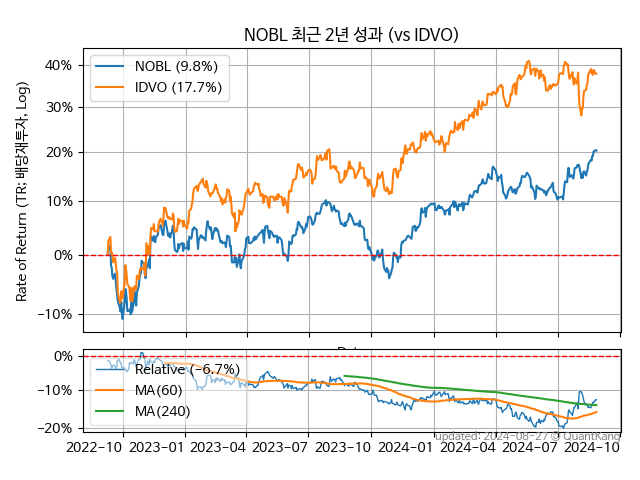 NOBL 최근 2년 성과 (vs IDVO)
Rate of Return (TR: 배당재투자, Log)
40%
30%
20%
10%
0%
−10%
NOBL (9.8%)
IDVO (17.7%)
0%
−10%
−20%
Relative (−6.7%)
MA(60)
MA(240)
2022−10 2023−01 2023−04 2023−07 2023−10 2024−01 2024−04 2024−07 2024−10
updated: 2024−08−27 © QuantKang